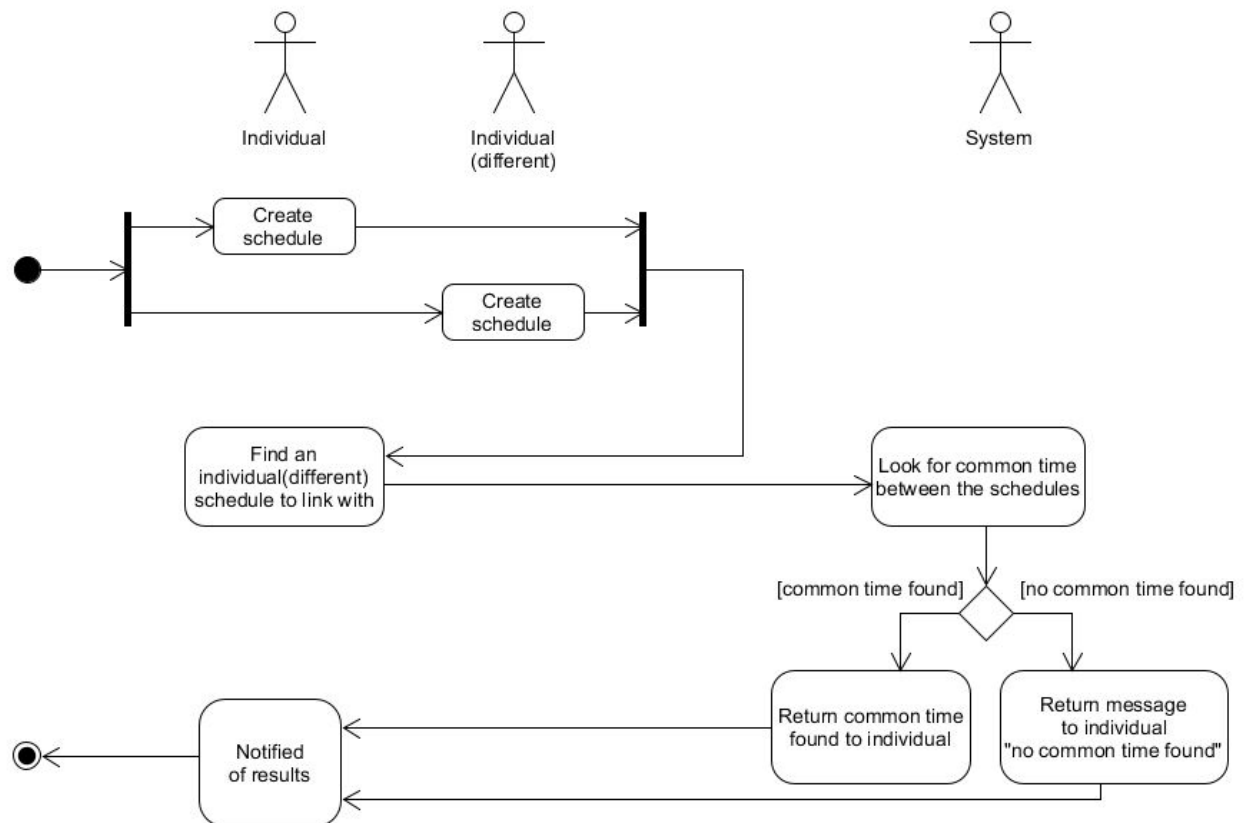 Individual
Individual
(different)
System
Create
schedule
Create
schedule
Find an
individual(different)
schedule to link with
Look for common time
between the schedules
[common time found]
[no common time found]
Return common time
found to individual
Return message
to individual
"no common time found"
Notified
of results